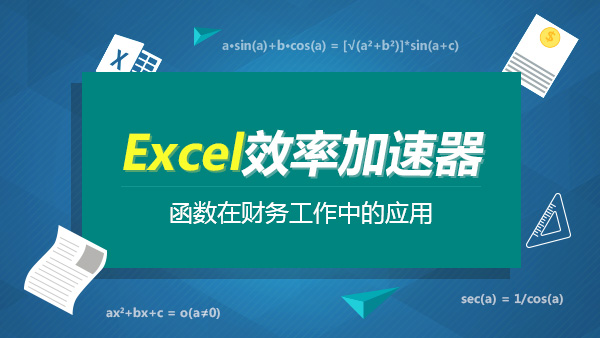 a•sin(a)+b•cos(a) = [√(a²+b²)]*sin(a+c)
X
$
Excel效率加速器
函数在财务工作中的应用
sec(a) = 1/cos(a)
ax²+bx+c = o(a≠0)